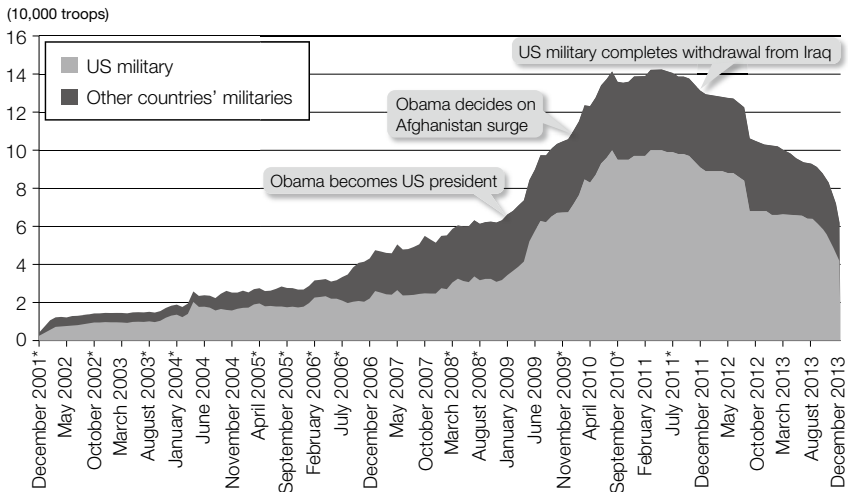 (10,000 troops)
16
14
12
10
8
6
4
2
0
US military
Other countries' militaries
US military completes withdrawal from Iraq
Obama decides on
Afghanistan surge
Obama becomes US president
December 2001*
May 2002
October 2002*
March 2003
August 2003*
January 2004*
June 2004
November 2004
April 2005*
September 2005*
February 2006*
July 2006*
December 2006
May 2007
October 2007
March 2008*
August 2008*
January 2009
June 2009
November 2009*
April 2010
September 2010*
February 2011
July 2011*
December 2011
May 2012
October 2012
March 2013
August 2013
December 2013